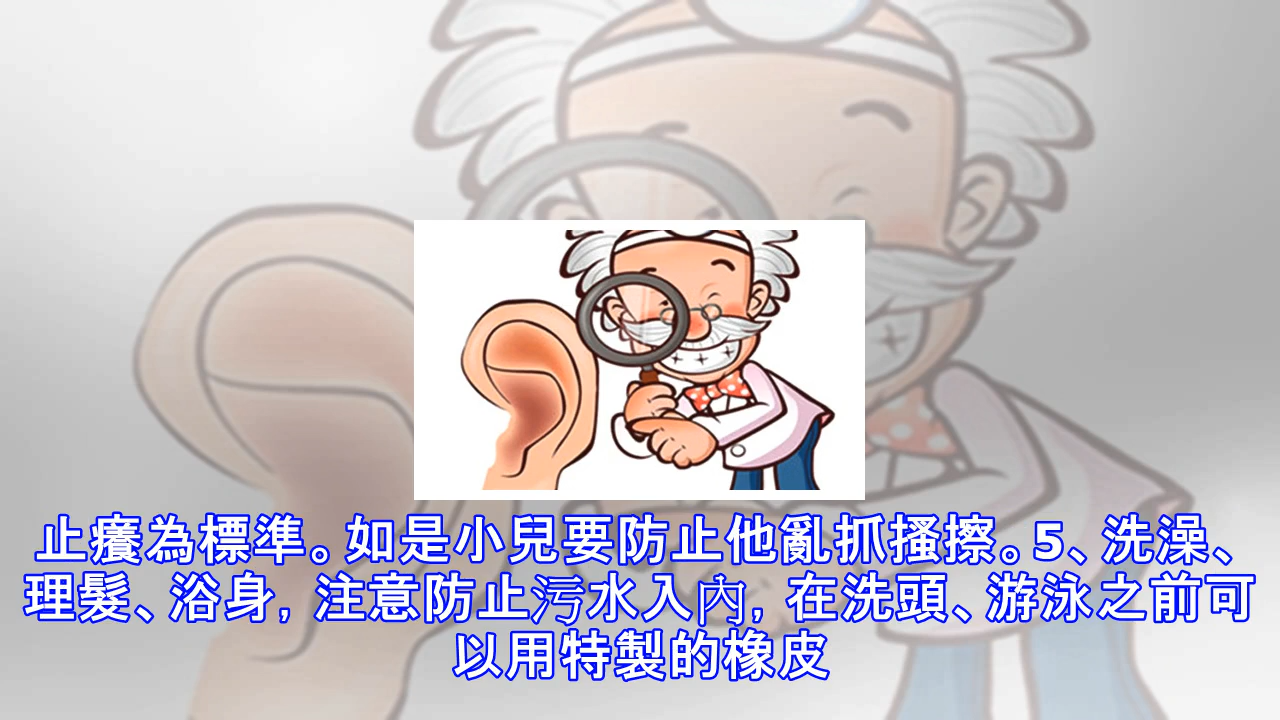 止癢為標準。如是小兒要防止他亂抓搔擦。5、洗澡、
理髮、浴身，注意防止污水入內，在洗頭、游泳之前可
以用特製的橡皮